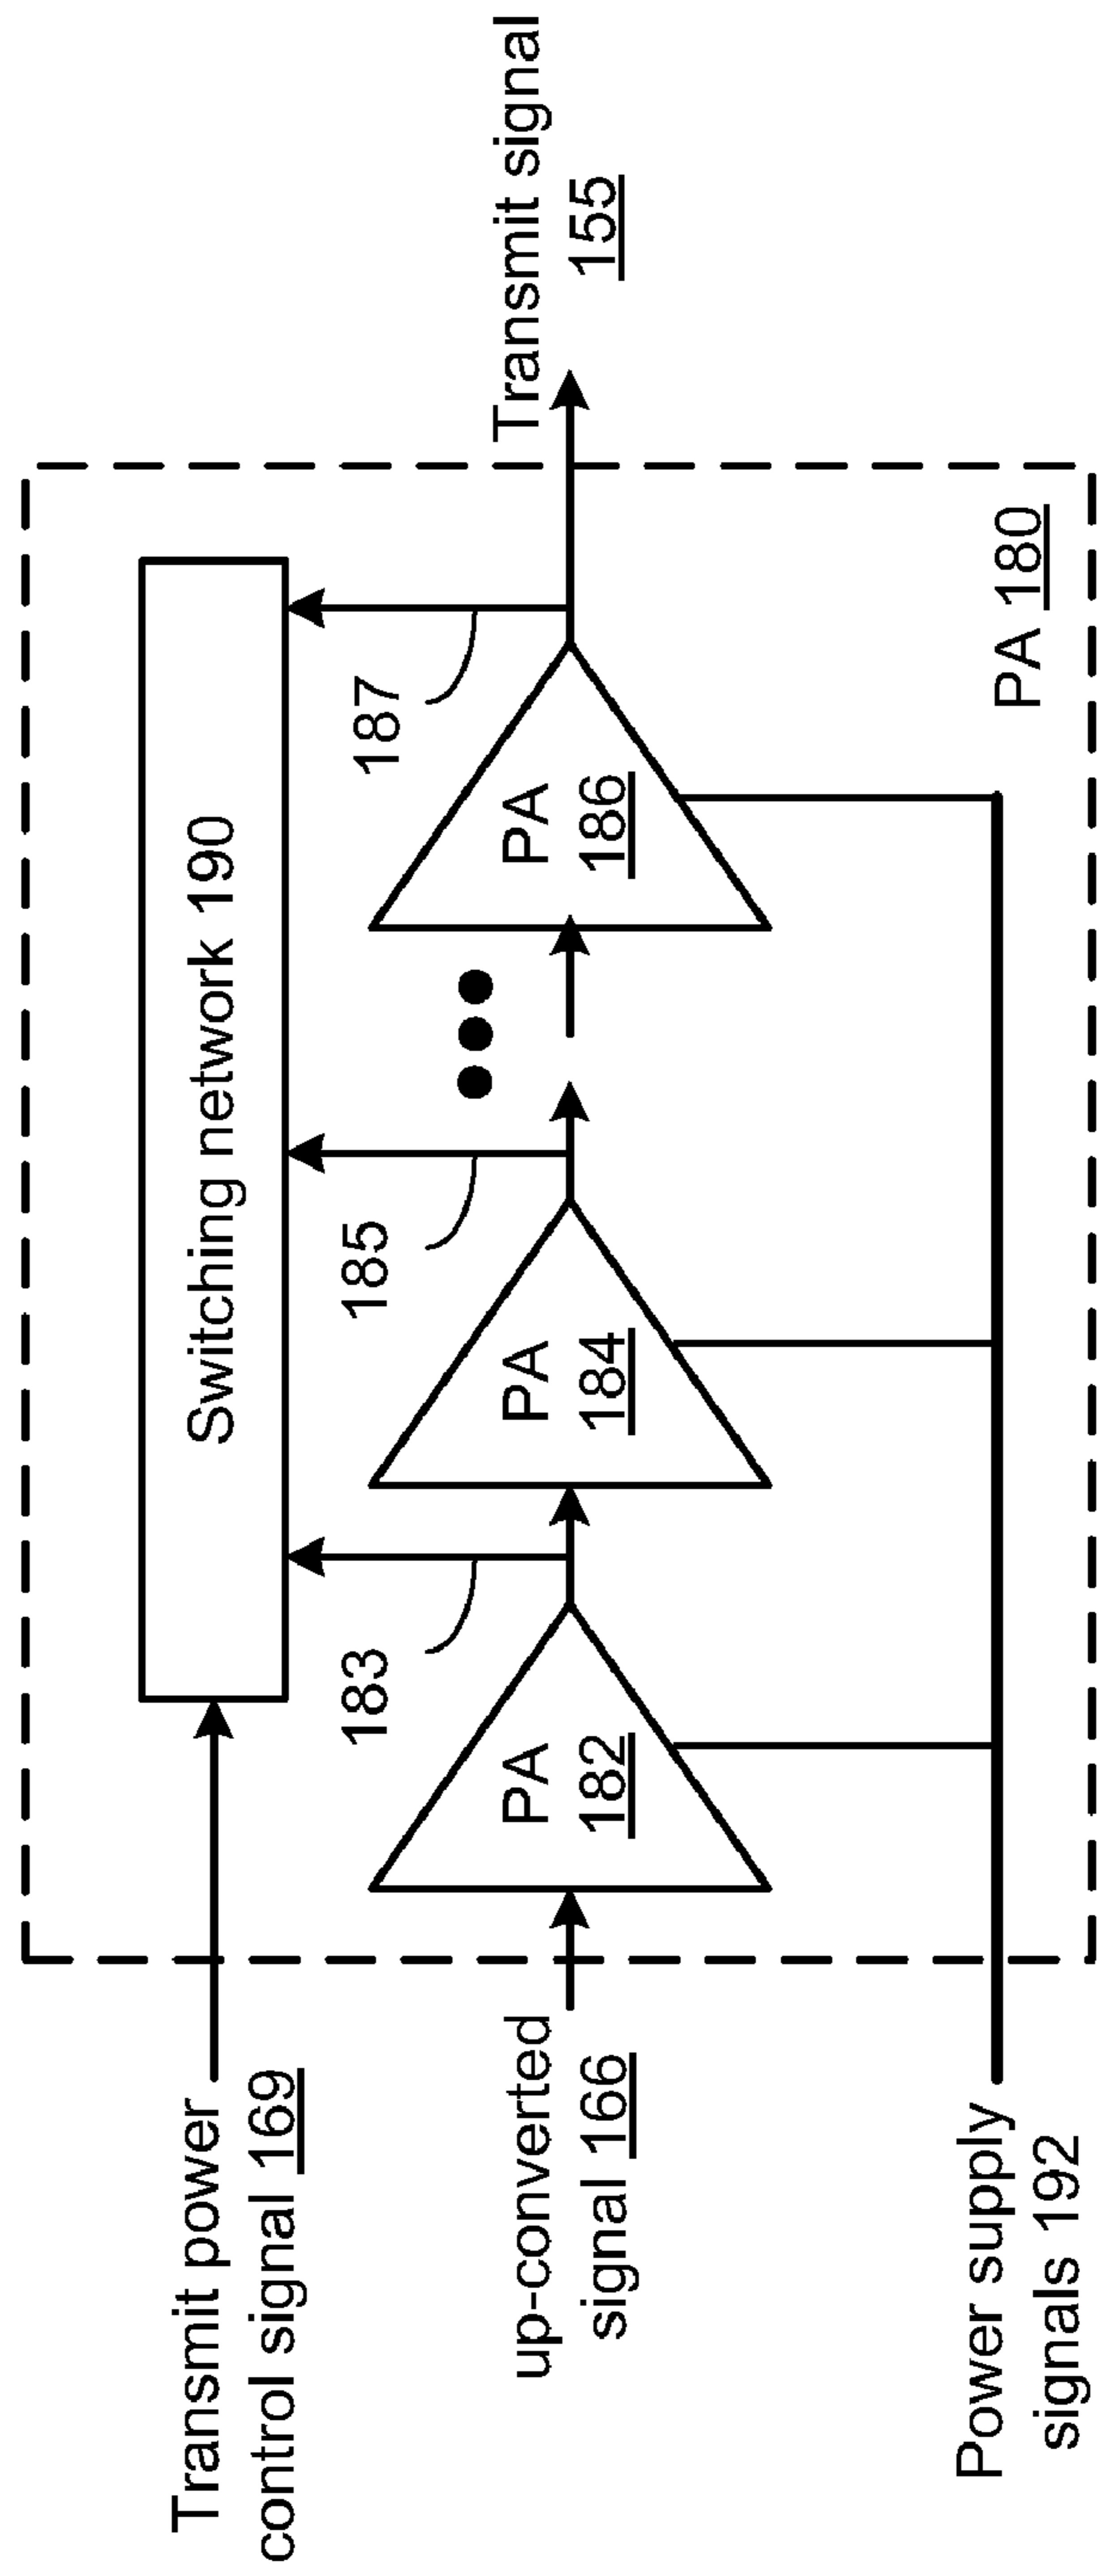 Transmit power
control signal 169
Switching network 190
183
185
187
up-converted
signal 166
PA
182
PA
184
PA
186
Transmit signal
155
Power supply
signals 192
PA 180